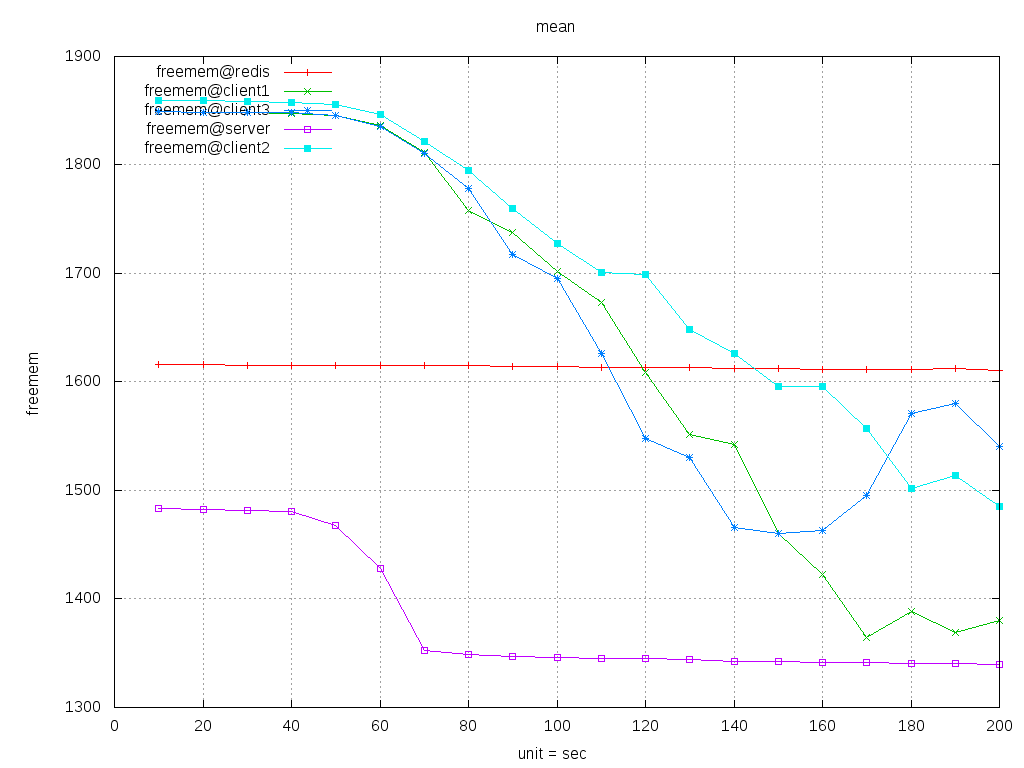 mean
1900
1800
1700
1600
1500
1400
1300
freemem
freemem@redis
freemem@client1
freemem@client3
freemem@server
freemem@client2
0 20 40 60 80 100 120 140 160 180 200
unit = sec